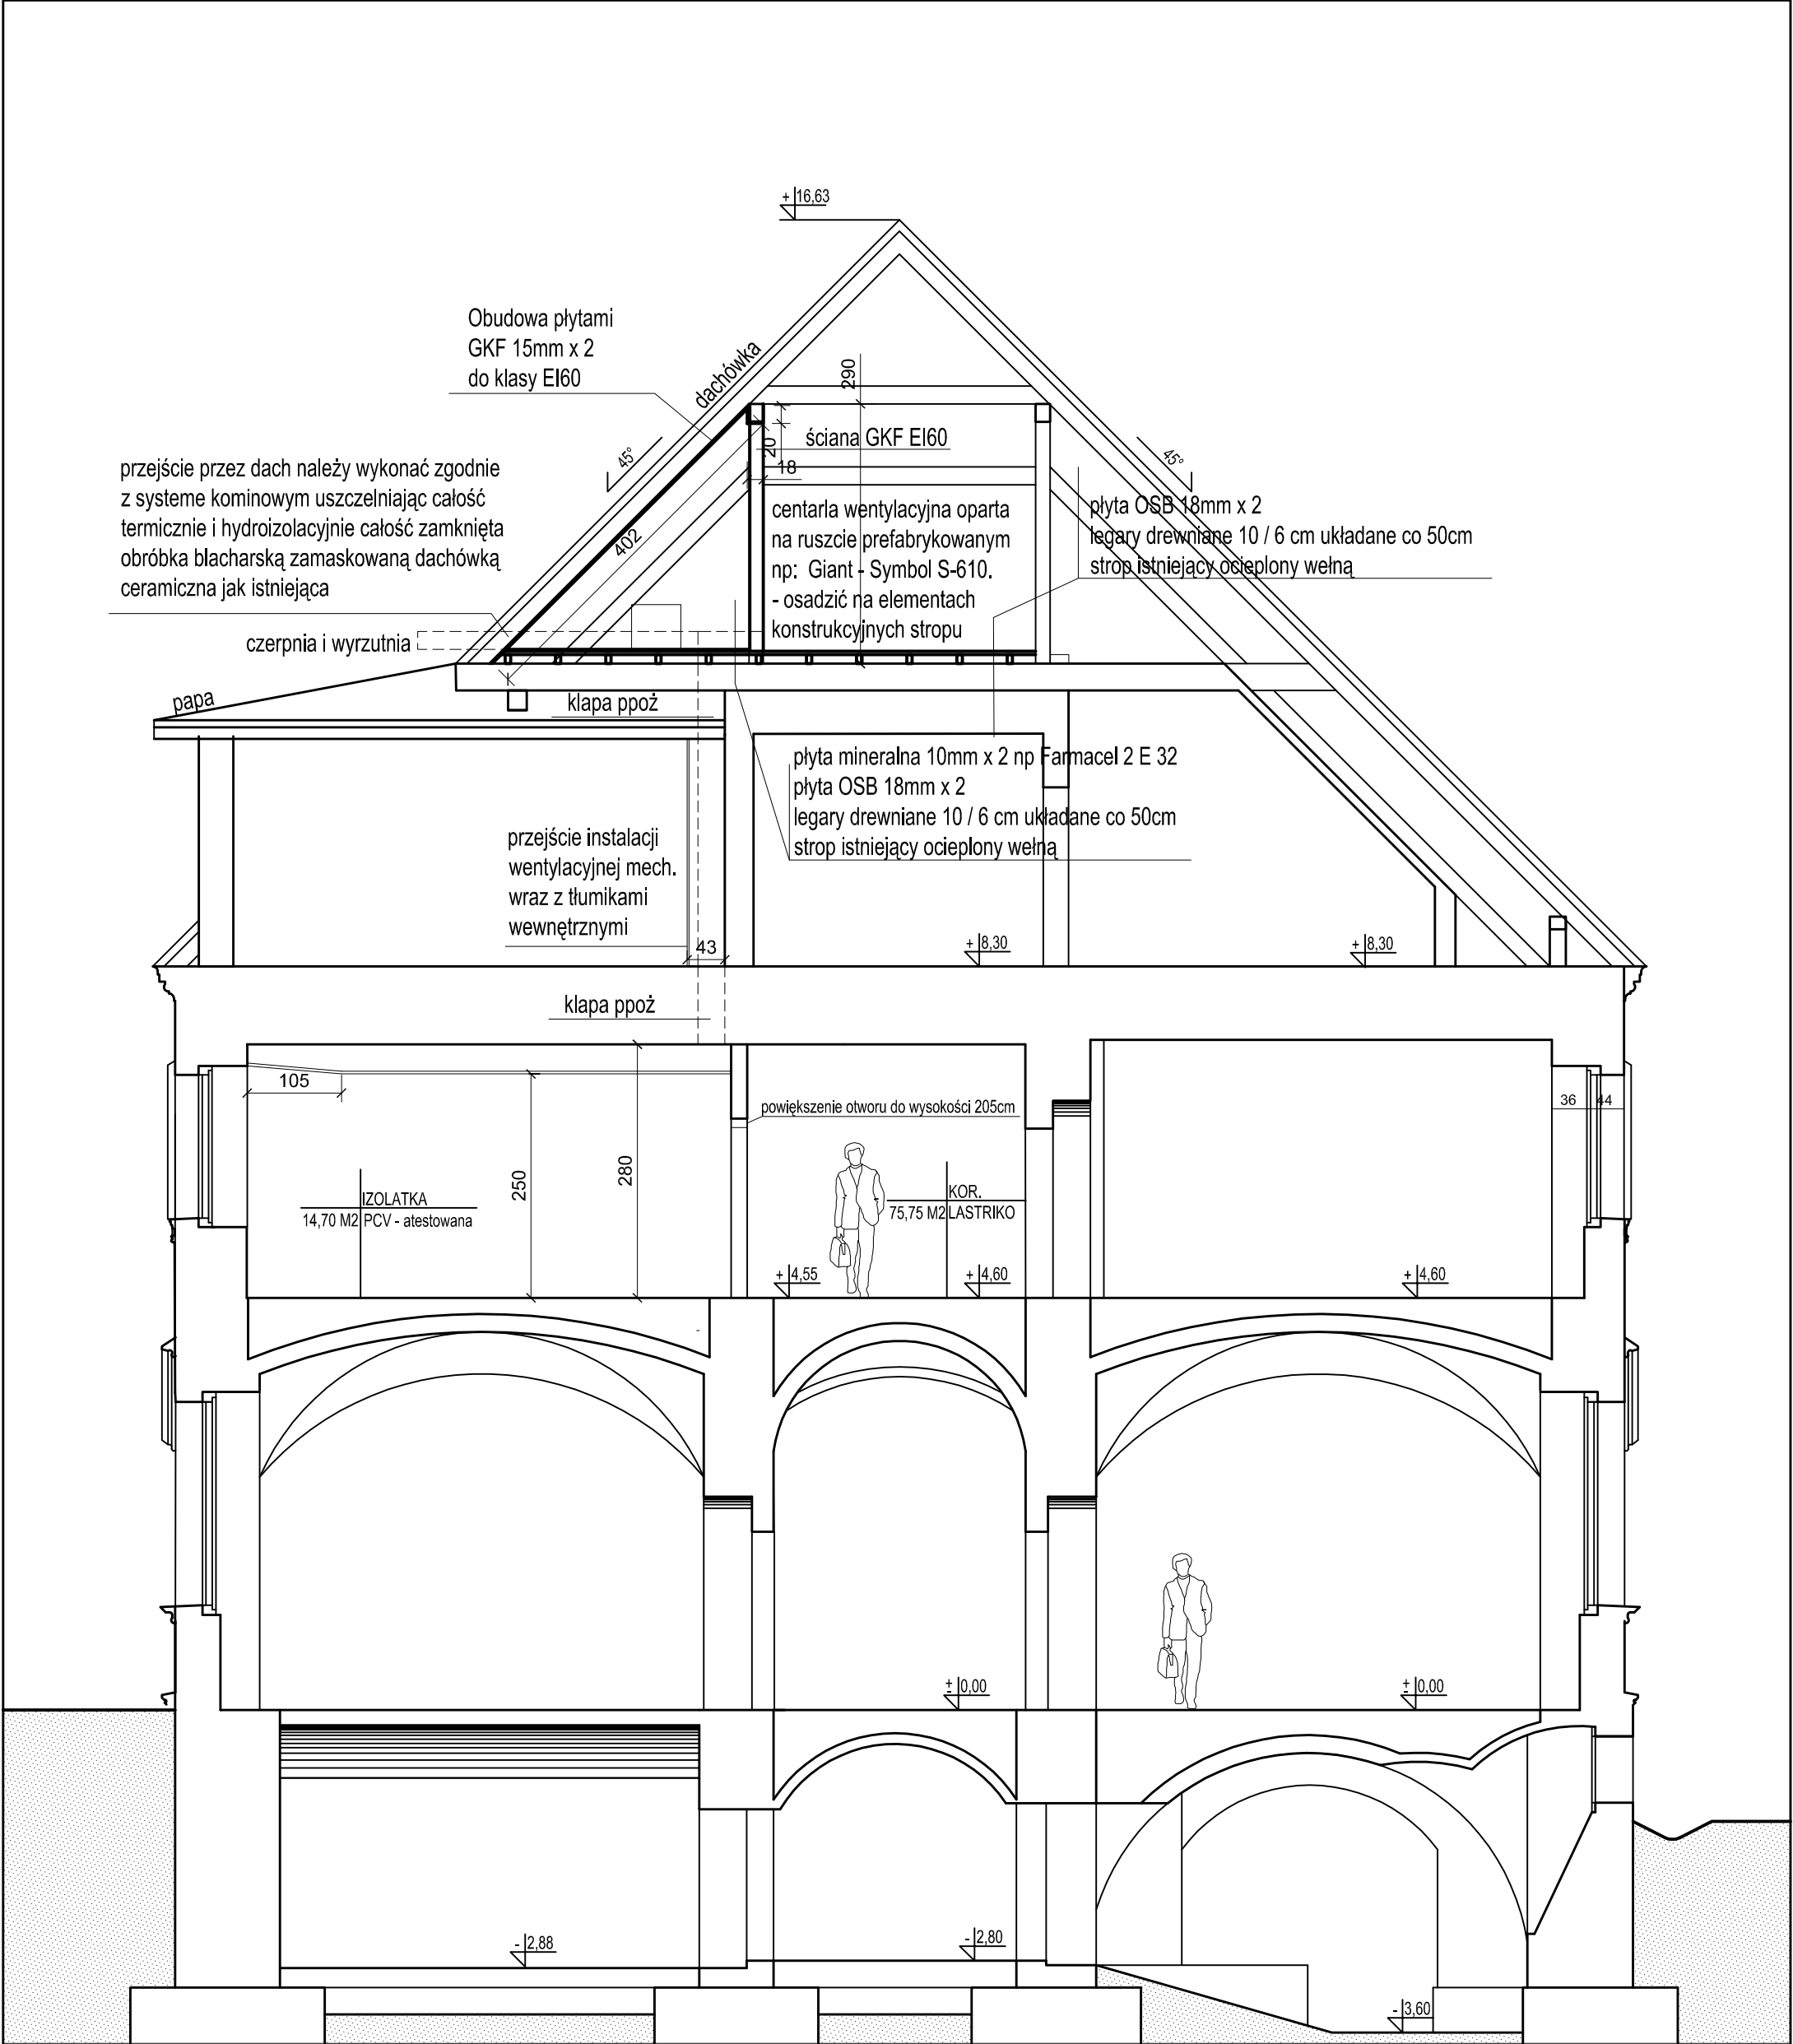 + 16,63
Obudowa płytami
GKF 15mm x 2
do klasy EI60
dachówka
290
20
ściana GKF EI60
18
45°
45°
przejście przez dach należy wykonać zgodnie
z systeme kominowym uszczelniając całość
termicznie i hydroizolacyjnie całość zamknięta
obróbka blacharską zamaskowaną dachówką
ceramiczna jak istniejąca
402
centarla wentylacyjna oparta
na ruszcie prefabrykowanym
np: Giant - Symbol S-610.
- osadzić na elementach
konstrukcyjnych stropu
płyta OSB 18mm x 2
legary drewniane 10 / 6 cm układane co 50cm
strop istniejący ocieplony wełną
czerpnia i wyrzutnia
papa
klapa ppoż
płyta mineralna 10mm x 2 np Farmacel 2 E 32
płyta OSB 18mm x 2
legary drewniane 10 / 6 cm układane co 50cm
strop istniejący ocieplony wełną
przejście instalacji
wentylacyjnej mech.
wraz z tłumikami
wewnętrznymi
43
+ 8,30
+ 8,30
klapa ppoż
105
powiększenie otworu do wysokości 205cm
36
44
250
280
IZOLATKA
14,70 M2 PCV - atestowana
KOR.
75,75 M2 LASTRIKO
+ 4,55
+ 4,60
+ 4,60
± 0,00
± 0,00
- 2,88
- 2,80
- 3,60